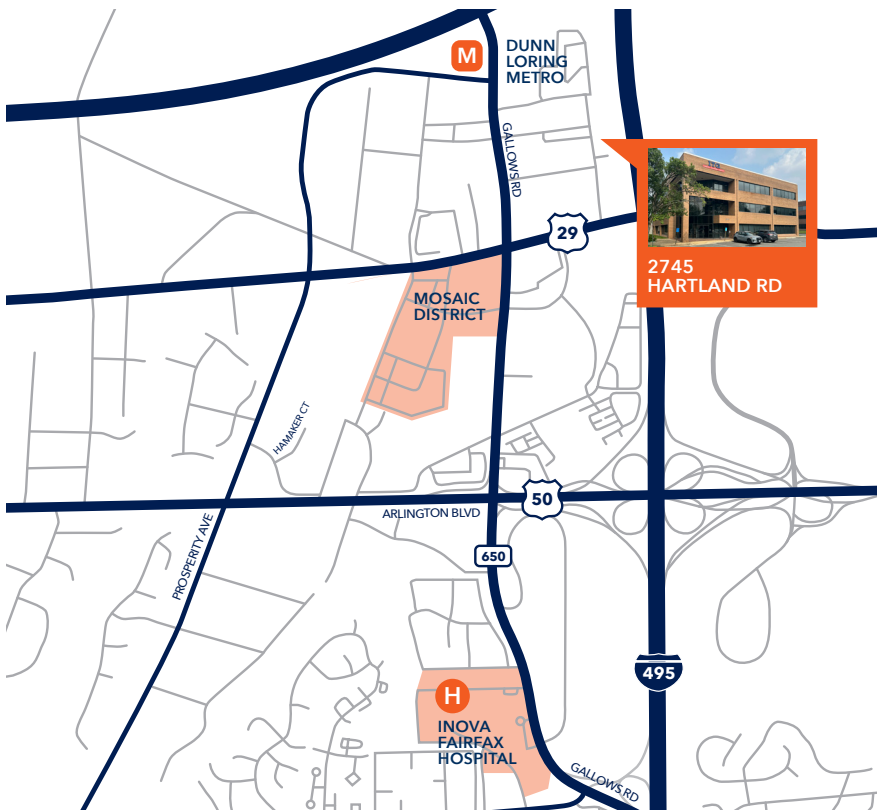 M
DUNN
LORING
METRO
GALLOWS RD
29
2745
HARTLAND RD
MOSAIC
DISTRICT
HAMAKER CT
50
ARLINGTON BLVD
PROSPERITY AVE
650
495
H
INOVA
FAIRFAX
HOSPITAL
GALLOWS RD